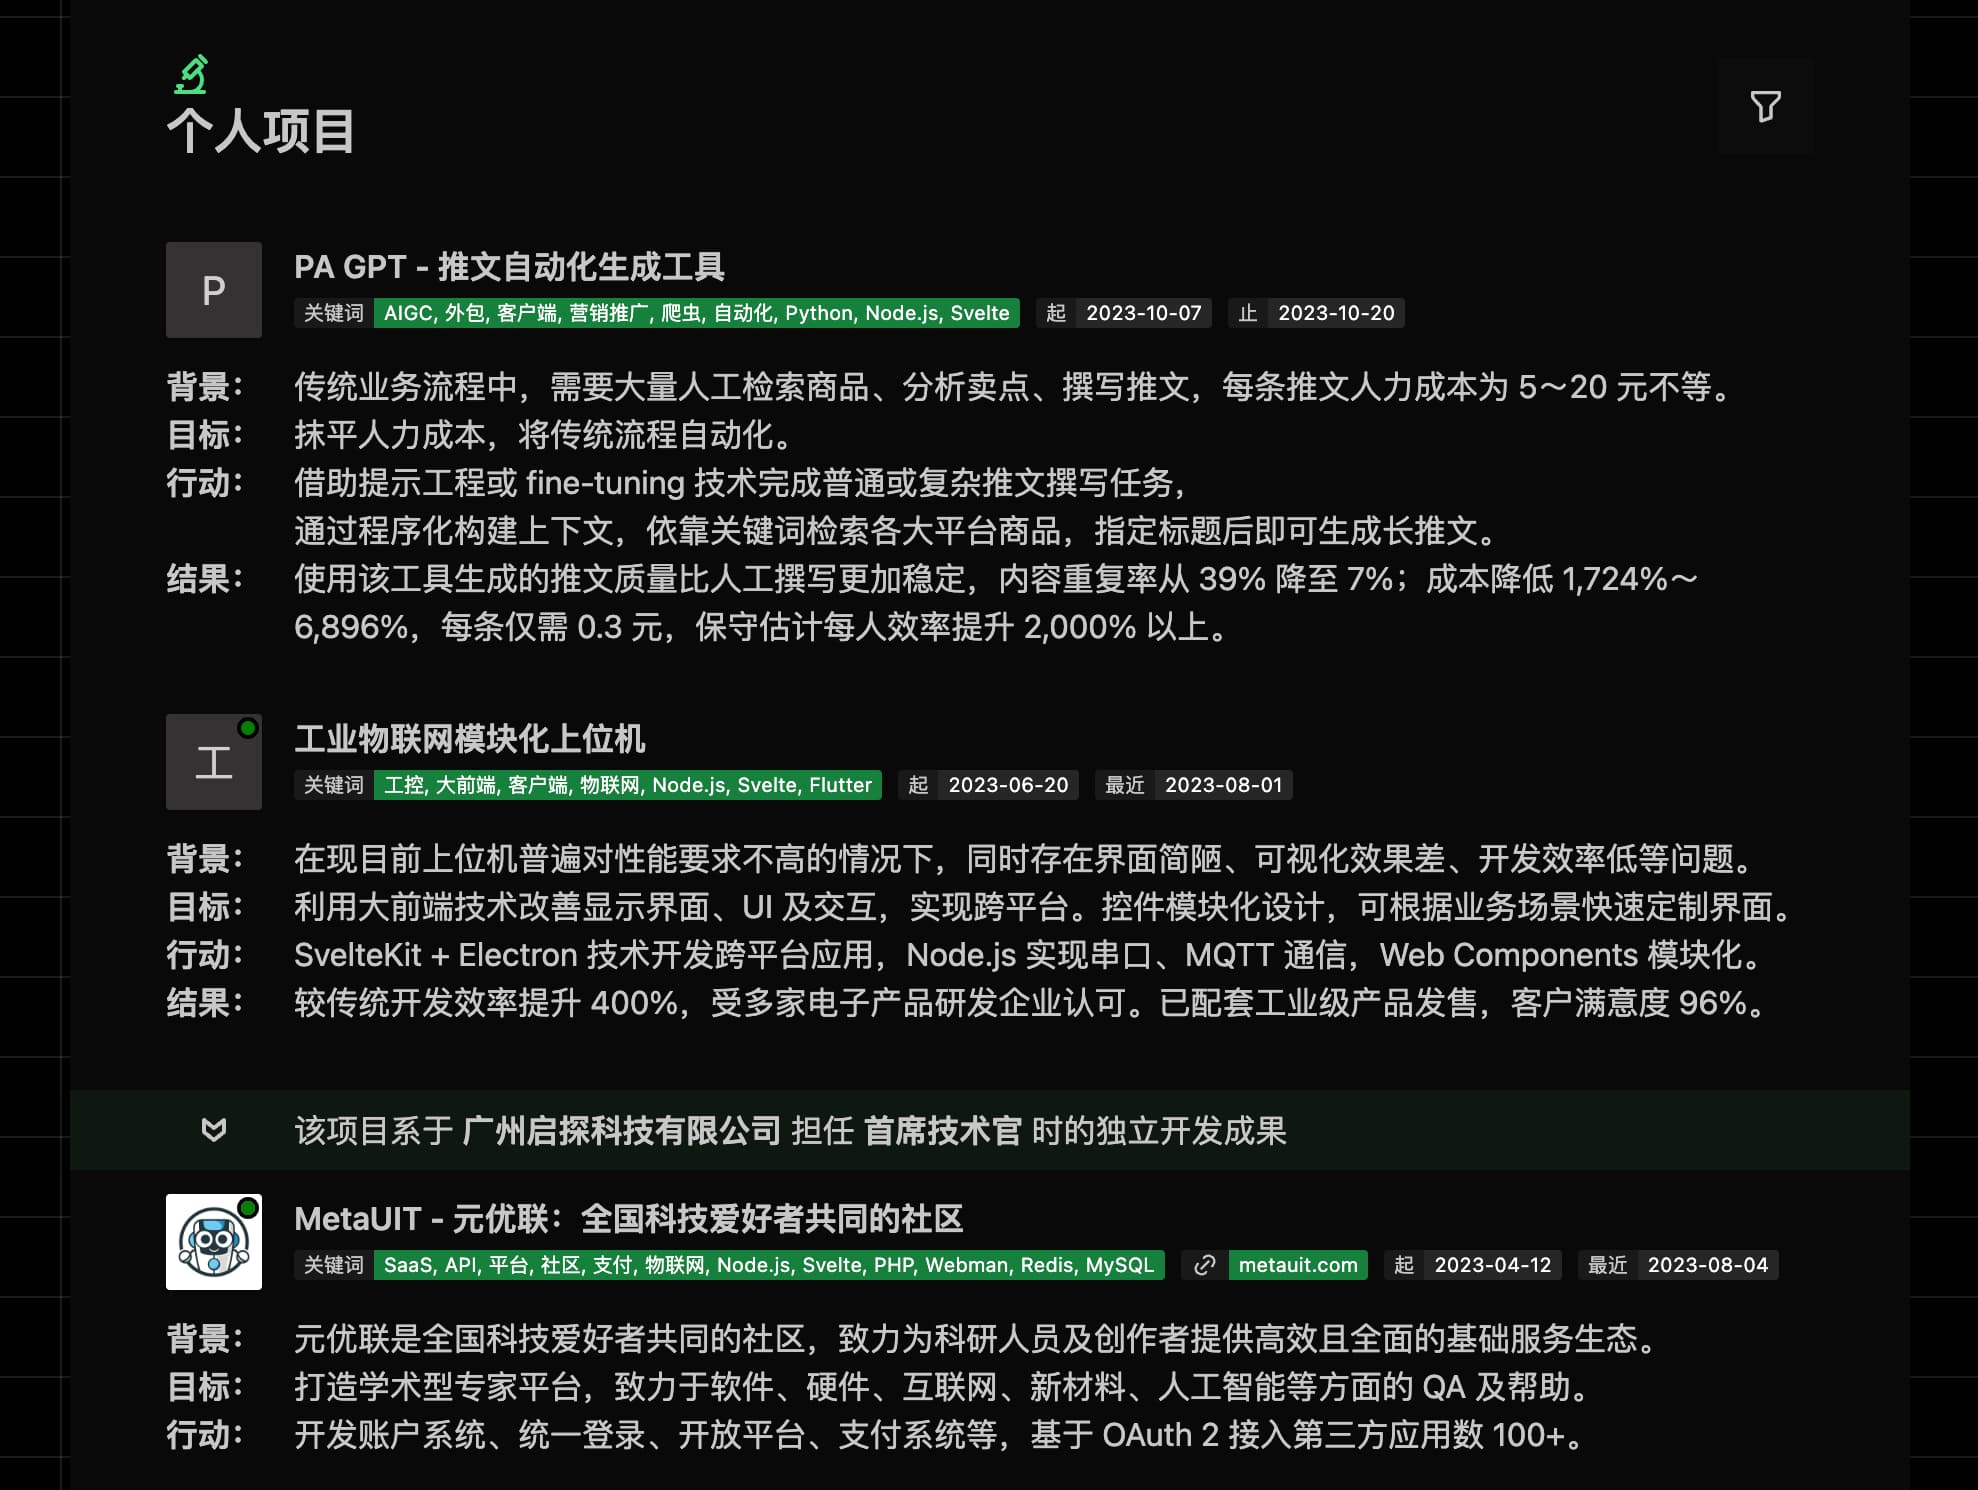 个人项目
P
PA GPT - 推文自动化生成工具
关键词 AIGC, 外包, 客户端, 营销推广, 爬虫, 自动化, Python, Node.js, Svelte 起 2023-10-07 止 2023-10-20
背景： 传统业务流程中，需要大量人工检索商品、分析卖点、撰写推文，每条推文人力成本为 5～20 元不等。
目标： 抹平人力成本，将传统流程自动化。
行动： 借助提示工程或 fine-tuning 技术完成普通或复杂推文撰写任务，
通过程序化构建上下文，依靠关键词检索各大平台商品，指定标题后即可生成长推文。
结果： 使用该工具生成的推文质量比人工撰写更加稳定，内容重复率从 39% 降至 7%；成本降低 1,724%～
6,896%，每条仅需 0.3 元，保守估计每人效率提升 2,000% 以上。
工
工业物联网模块化上位机
关键词 工控, 大前端, 客户端, 物联网, Node.js, Svelte, Flutter 起 2023-06-20 最近 2023-08-01
背景： 在现目前上位机普遍对性能要求不高的情况下，同时存在界面简陋、可视化效果差、开发效率低等问题。
目标： 利用大前端技术改善显示界面、UI 及交互，实现跨平台。控件模块化设计，可根据业务场景快速定制界面。
行动： SvelteKit + Electron 技术开发跨平台应用，Node.js 实现串口、MQTT 通信，Web Components 模块化。
结果： 较传统开发效率提升 400%，受多家电子产品研发企业认可。已配套工业级产品发售，客户满意度 96%。
该项目系于 广州启探科技有限公司 担任 首席技术官 时的独立开发成果
MetaUIT - 元优联：全国科技爱好者共同的社区
关键词 SaaS, API, 平台, 社区, 支付, 物联网, Node.js, Svelte, PHP, Webman, Redis, MySQL metauit.com 起 2023-04-12 最近 2023-08-04
背景： 元优联是全国科技爱好者共同的社区，致力为科研人员及创作者提供高效且全面的基础服务生态。
目标： 打造学术型专家平台，致力于软件、硬件、互联网、新材料、人工智能等方面的 QA 及帮助。
行动： 开发账户系统、统一登录、开放平台、支付系统等，基于 OAuth 2 接入第三方应用数 100+。